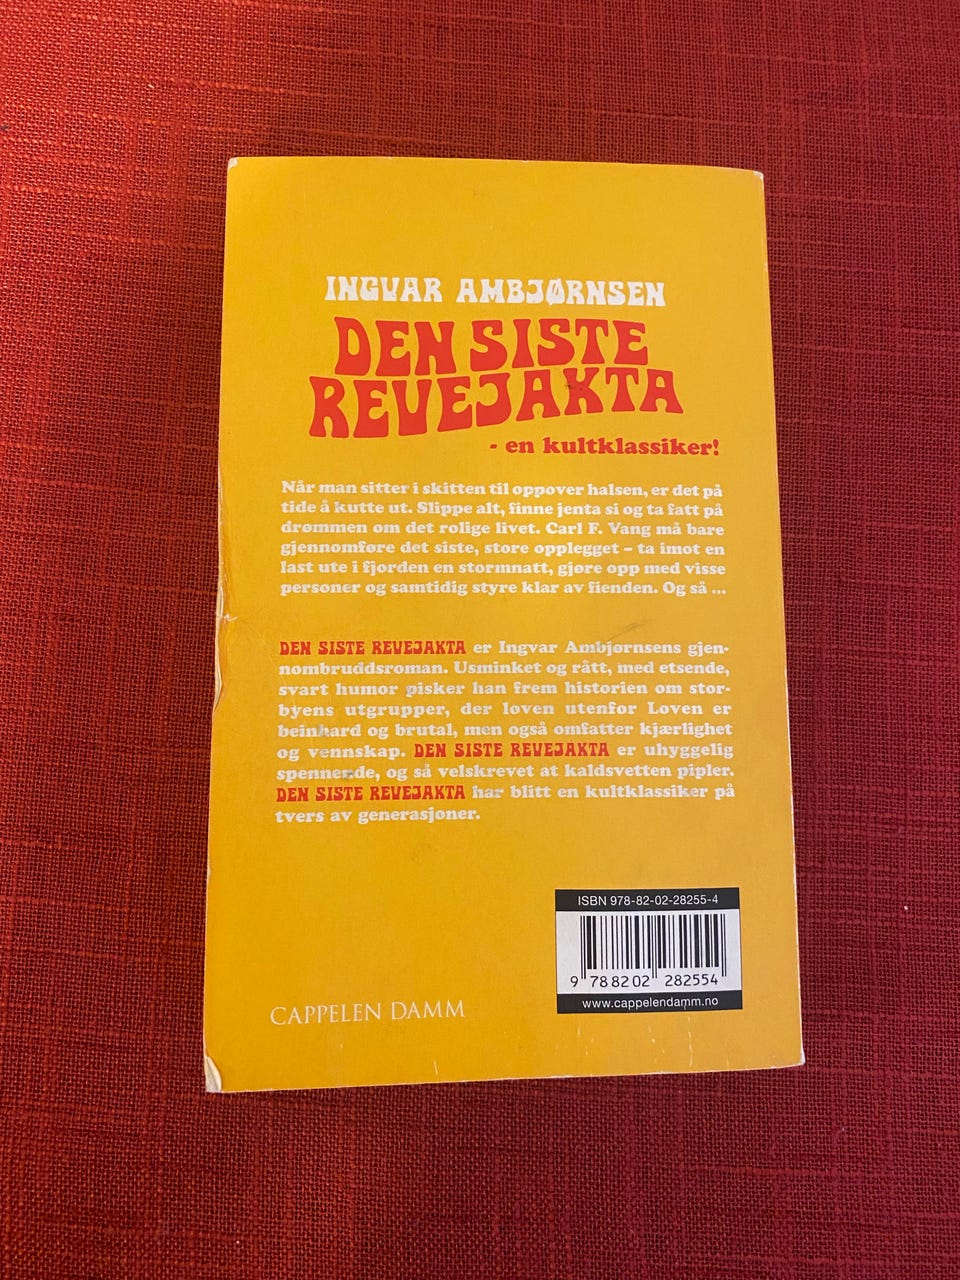 INGVAR AMBJØRNSEN
DEN SISTE
REVEJAKTA
- en kultklassiker!
Når man sitter i skitten til oppover halsen, er det på
tide å kutte ut. Slippe alt, finne jenta si og ta fatt på
drømmen om det rolige livet. Carl F. Vang må bare
gjennomføre det siste, store opplegget – ta imot en
last ute i fjorden en stormnatt, gjøre opp med visse
personer og samtidig styre klar av fienden. Og så ...
DEN SISTE REVEJAKTA er Ingvar Ambjørnsens gjen-
nombruddsroman. Usminket og rått, med etsende,
svart humor pisker han frem historien om stor-
byens utgrupper, der loven utenfor Loven er
beinhard og brutal, men også omfatter kjærlighet
og vennskap. DEN SISTE REVEJAKTA er uhyggelig
spennende, og så velskrevet at kaldsvetten pipler.
DEN SISTE REVEJAKTA har blitt en kultklassiker på
tvers av generasjoner.
ISBN 978-82-02-28255-4
9 788202 282554
www.cappelendamm.no
CAPPELEN DAMM